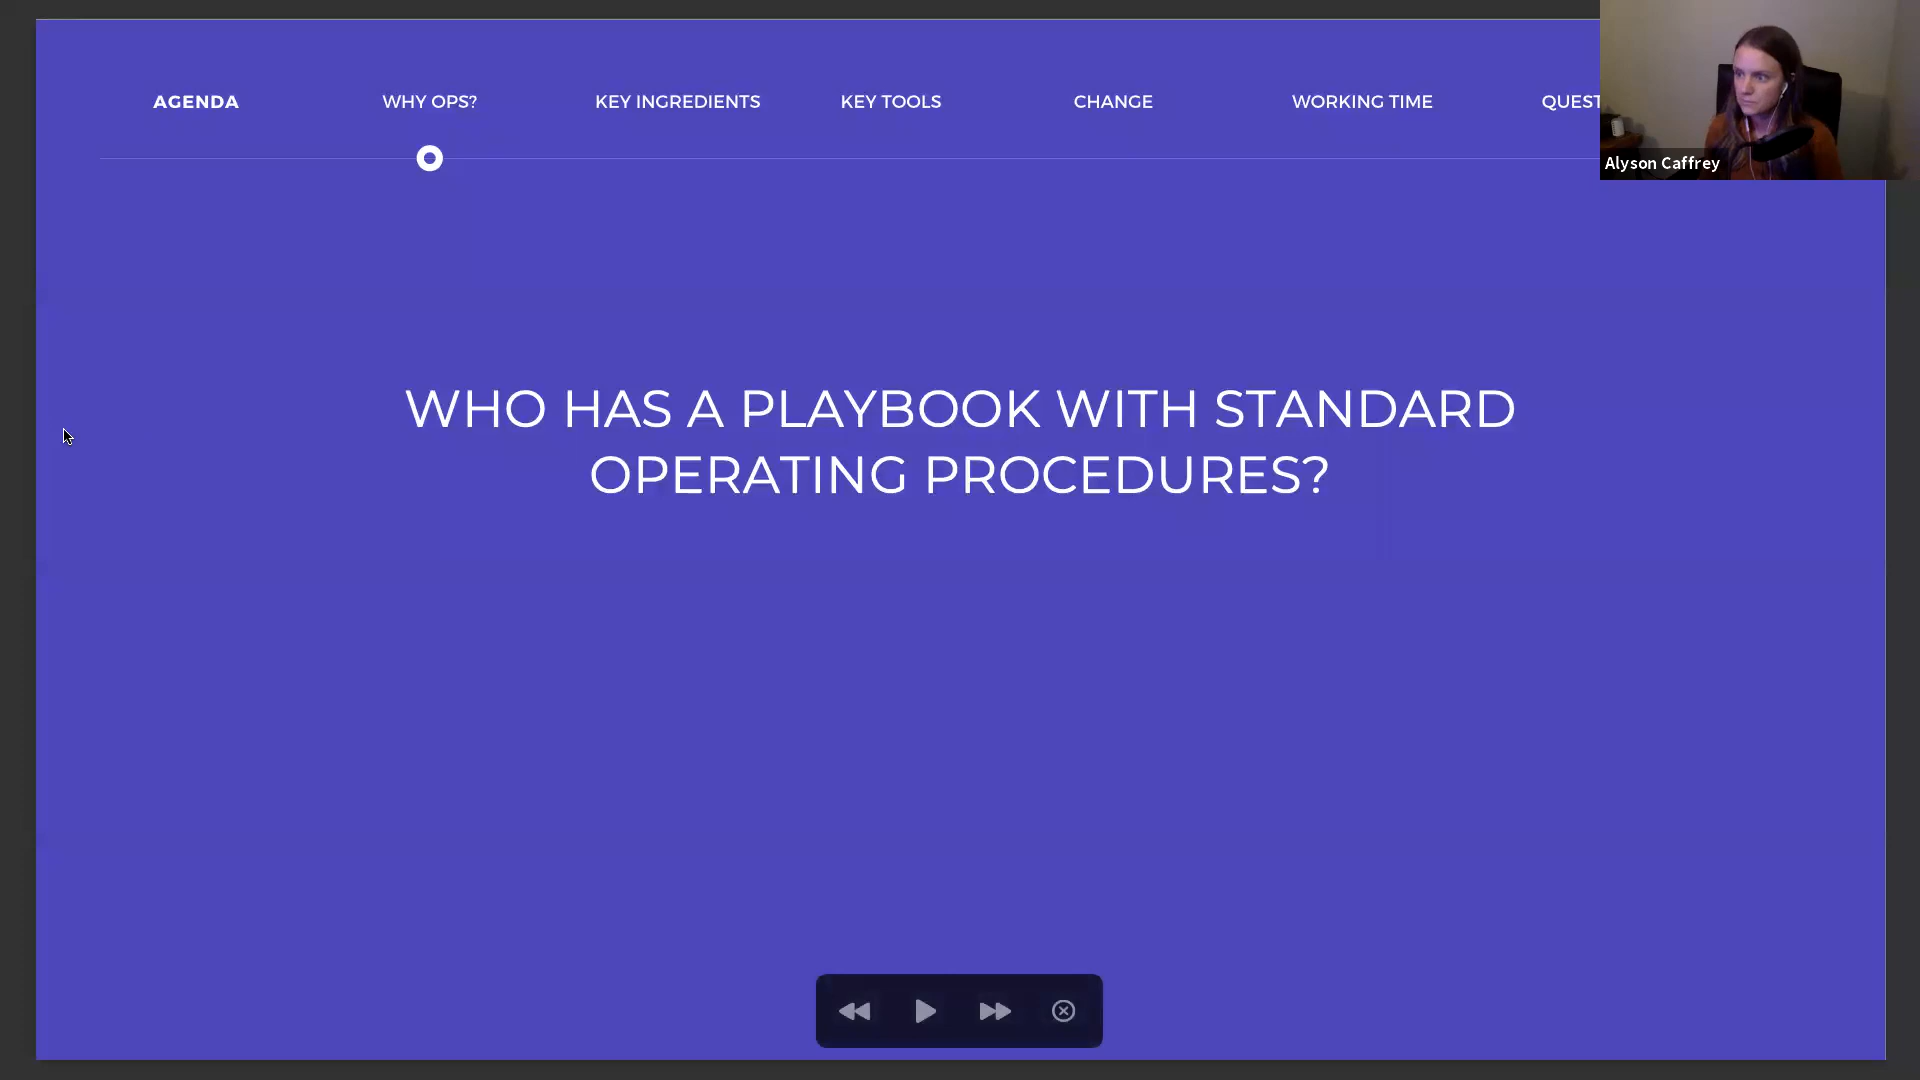 AGENDA
WHY OPS?
KEY INGREDIENTS
KEY TOOLS
CHANGE
WORKING TIME
QUEST
Alyson Caffrey
WHO HAS A PLAYBOOK WITH STANDARD
OPERATING PROCEDURES?